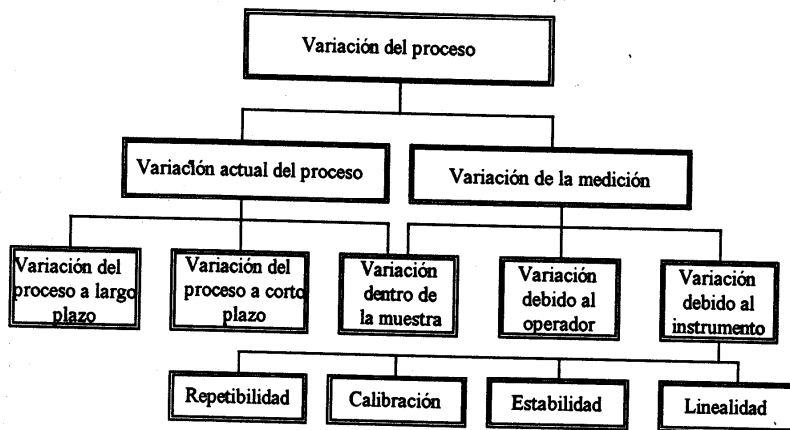 Variación del proceso
Variación actual del proceso
Variación de la medición
Variación del
proceso a largo
plazo
Variación del
proceso a corto
plazo
Variación
dentro de
la muestra
Variación
debido al
operador
Variación
debido al
instrumento
Repetibilidad
Calibración
Estabilidad
Linealidad